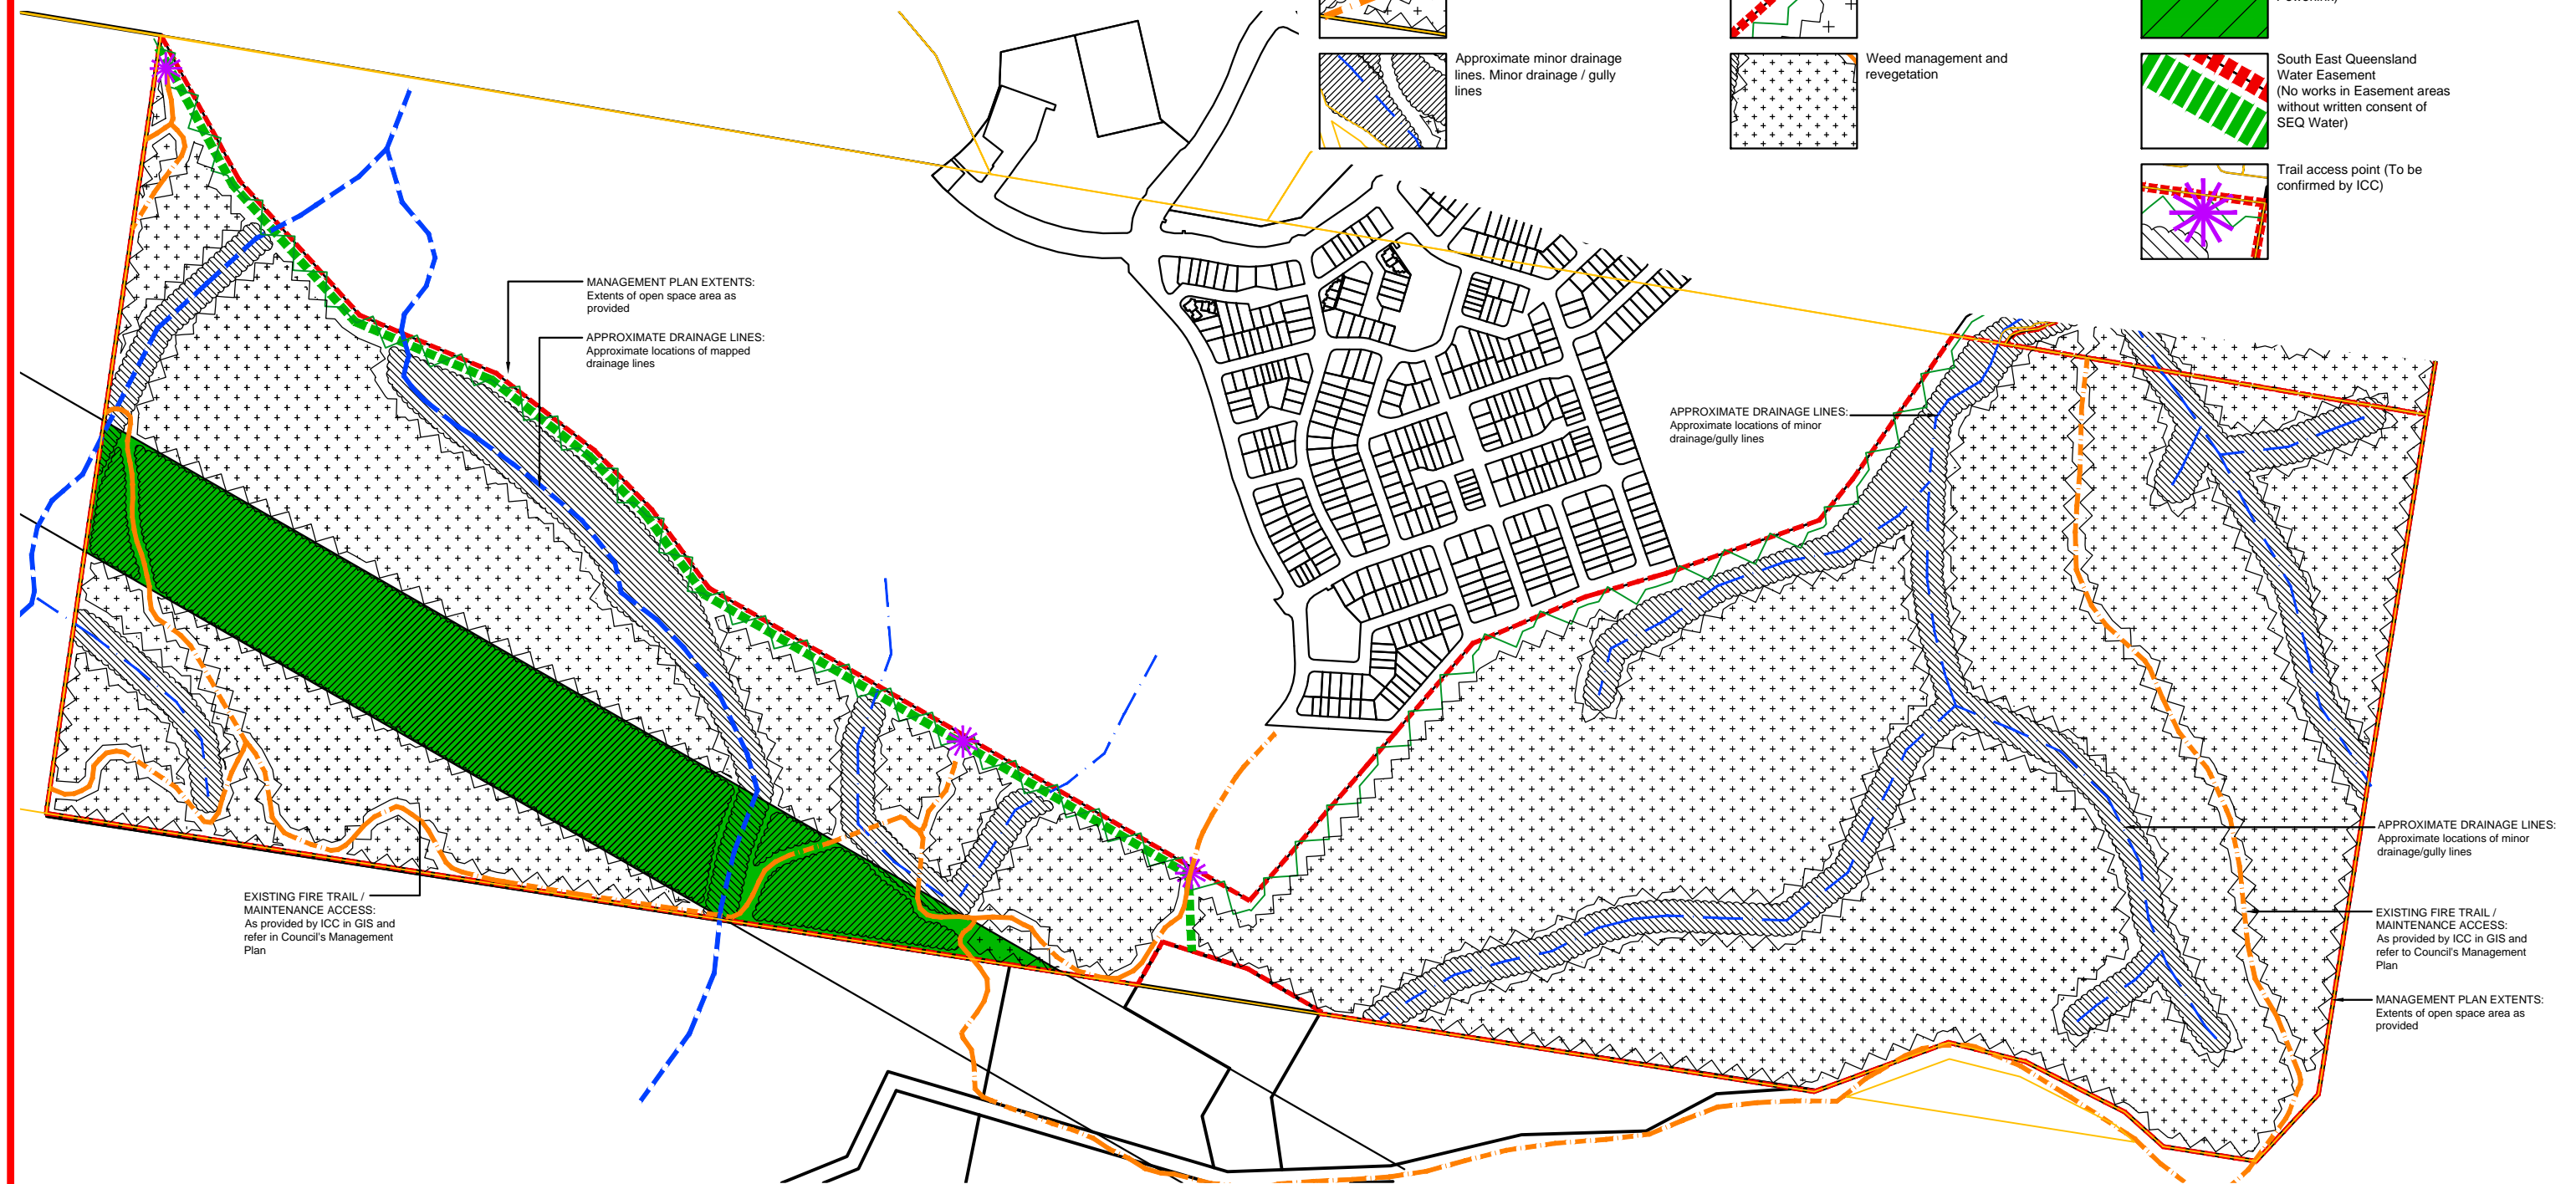 Approximate minor drainage
lines. Minor drainage / gully
lines
Weed management and
revegetation
South East Queensland
Water Easement
(No works in Easement areas
without written consent of
SEQ Water)
Trail access point (To be
confirmed by ICC)
MANAGEMENT PLAN EXTENTS:
Extents of open space area as
provided
APPROXIMATE DRAINAGE LINES:
Approximate locations of mapped
drainage lines
APPROXIMATE DRAINAGE LINES:
Approximate locations of minor
drainage/gully lines
APPROXIMATE DRAINAGE LINES:
Approximate locations of minor
drainage/gully lines
EXISTING FIRE TRAIL /
MAINTENANCE ACCESS:
As provided by ICC in GIS and
refer in Council's Management
Plan
EXISTING FIRE TRAIL /
MAINTENANCE ACCESS:
As provided by ICC in GIS and
refer to Council's Management
Plan
MANAGEMENT PLAN EXTENTS:
Extents of open space area as
provided